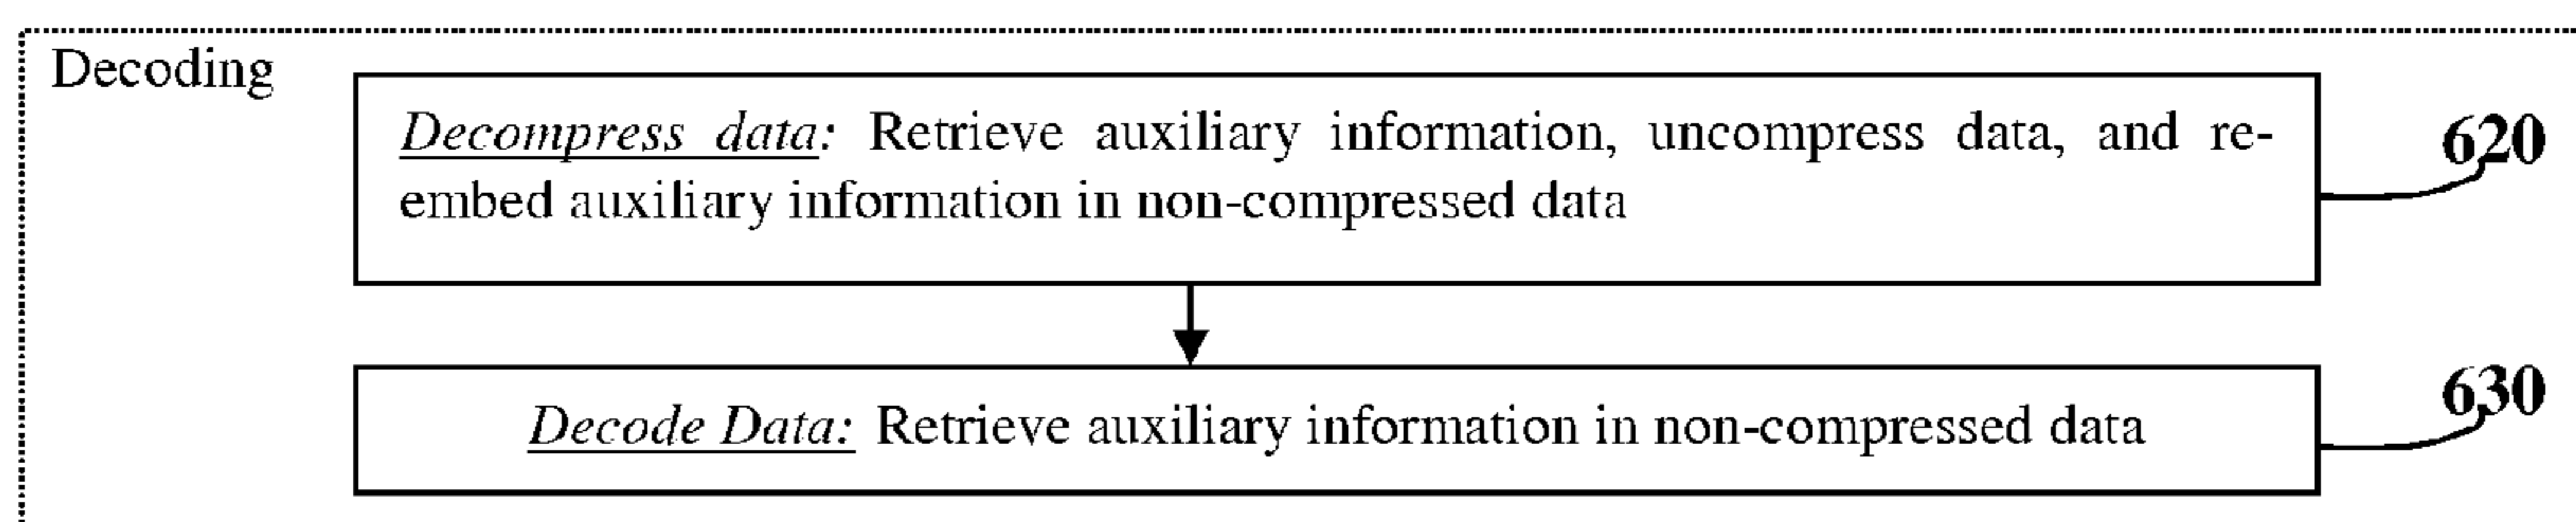 Decoding
Decompress data: Retrieve auxiliary information, uncompress data, and re-
embed auxiliary information in non-compressed data
620
Decode Data: Retrieve auxiliary information in non-compressed data
630